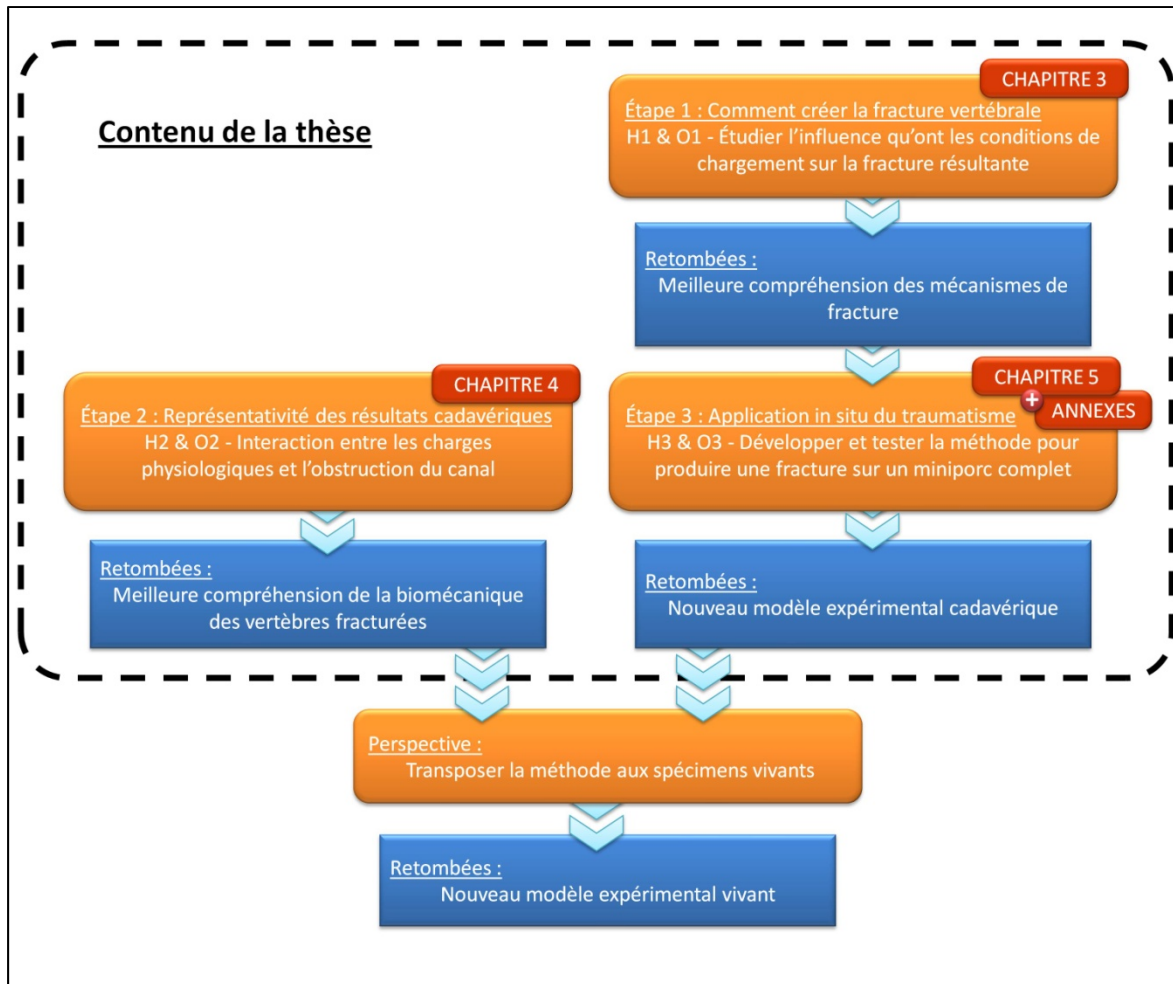 Contenu de la thèse
CHAPITRE 3
Étape 1 : Comment créer la fracture vertébrale
H1 & O1 - Étudier l’influence qu’ont les conditions de
chargement sur la fracture résultante
Retombées :
Meilleure compréhension des mécanismes de
fracture
CHAPITRE 4
Étape 2 : Représentativité des résultats cadavériques
H2 & O2 - Interaction entre les charges
physiologiques et l’obstruction du canal
Retombées :
Meilleure compréhension de la biomécanique
des vertèbres fracturées
CHAPITRE 5
+
ANNEXES
Étape 3 : Application in situ du traumatisme
H3 & O3 - Développer et tester la méthode pour
produire une fracture sur un miniporc complet
Retombées :
Nouveau modèle expérimental cadavérique
Perspective :
Transposer la méthode aux spécimens vivants
Retombées :
Nouveau modèle expérimental vivant